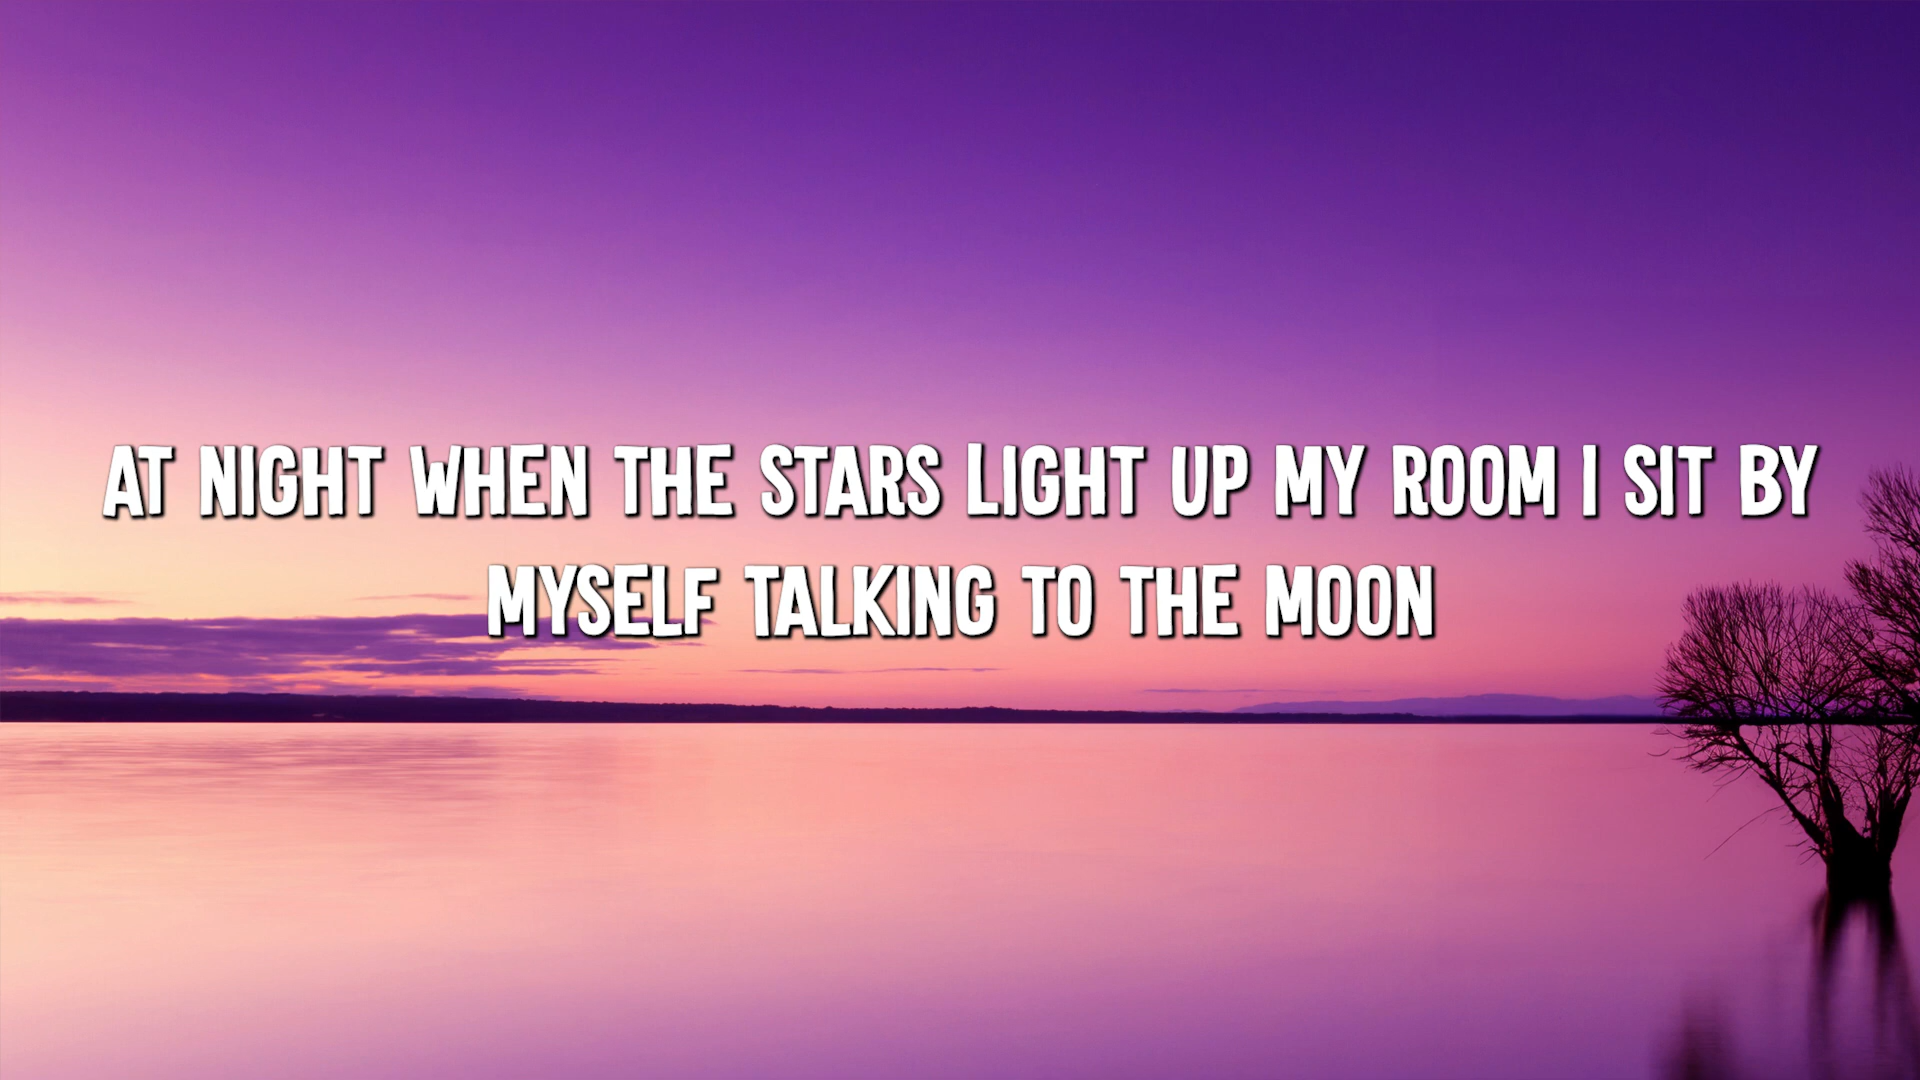 AT NIGHT WHEN THE STARS LIGHT UP MY ROOM I SIT BY
MYSELF TALKING TO THE MOON